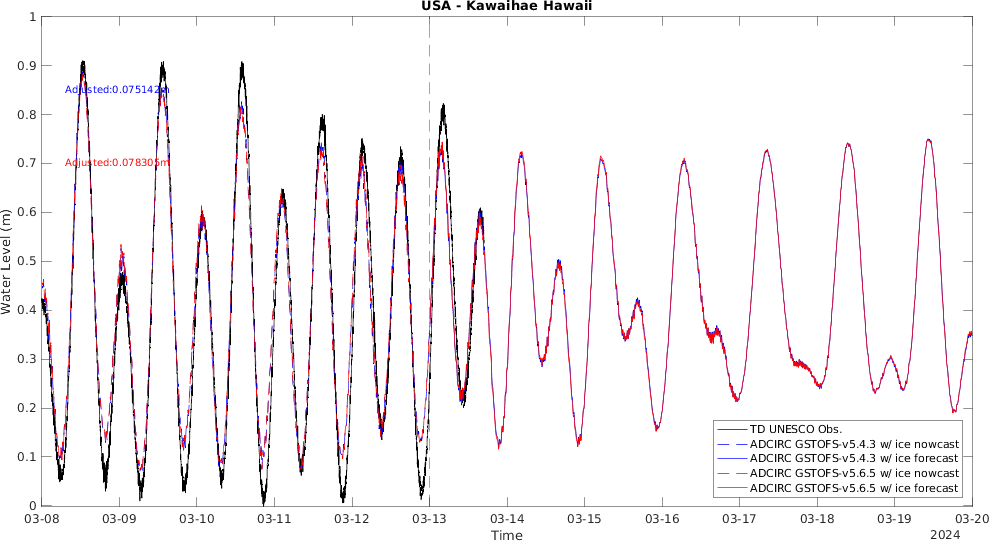 USA - Kawaihae Hawaii
1
0.9
0.8
0.7
0.6
0.5
0.4
0.3
0.2
0.1
0
Water Level (m)
Adjusted:0.075142m
Adjusted:0.078305m
TD UNESCO Obs.
ADCIRC GSTOFS-v5.4.3 w/ ice nowcast
ADCIRC GSTOFS-v5.4.3 w/ ice forecast
ADCIRC GSTOFS-v5.6.5 w/ ice nowcast
ADCIRC GSTOFS-v5.6.5 w/ ice forecast
03-08 03-09 03-10 03-11 03-12 03-13 03-14 03-15 03-16 03-17 03-18 03-19 03-20
Time 2024